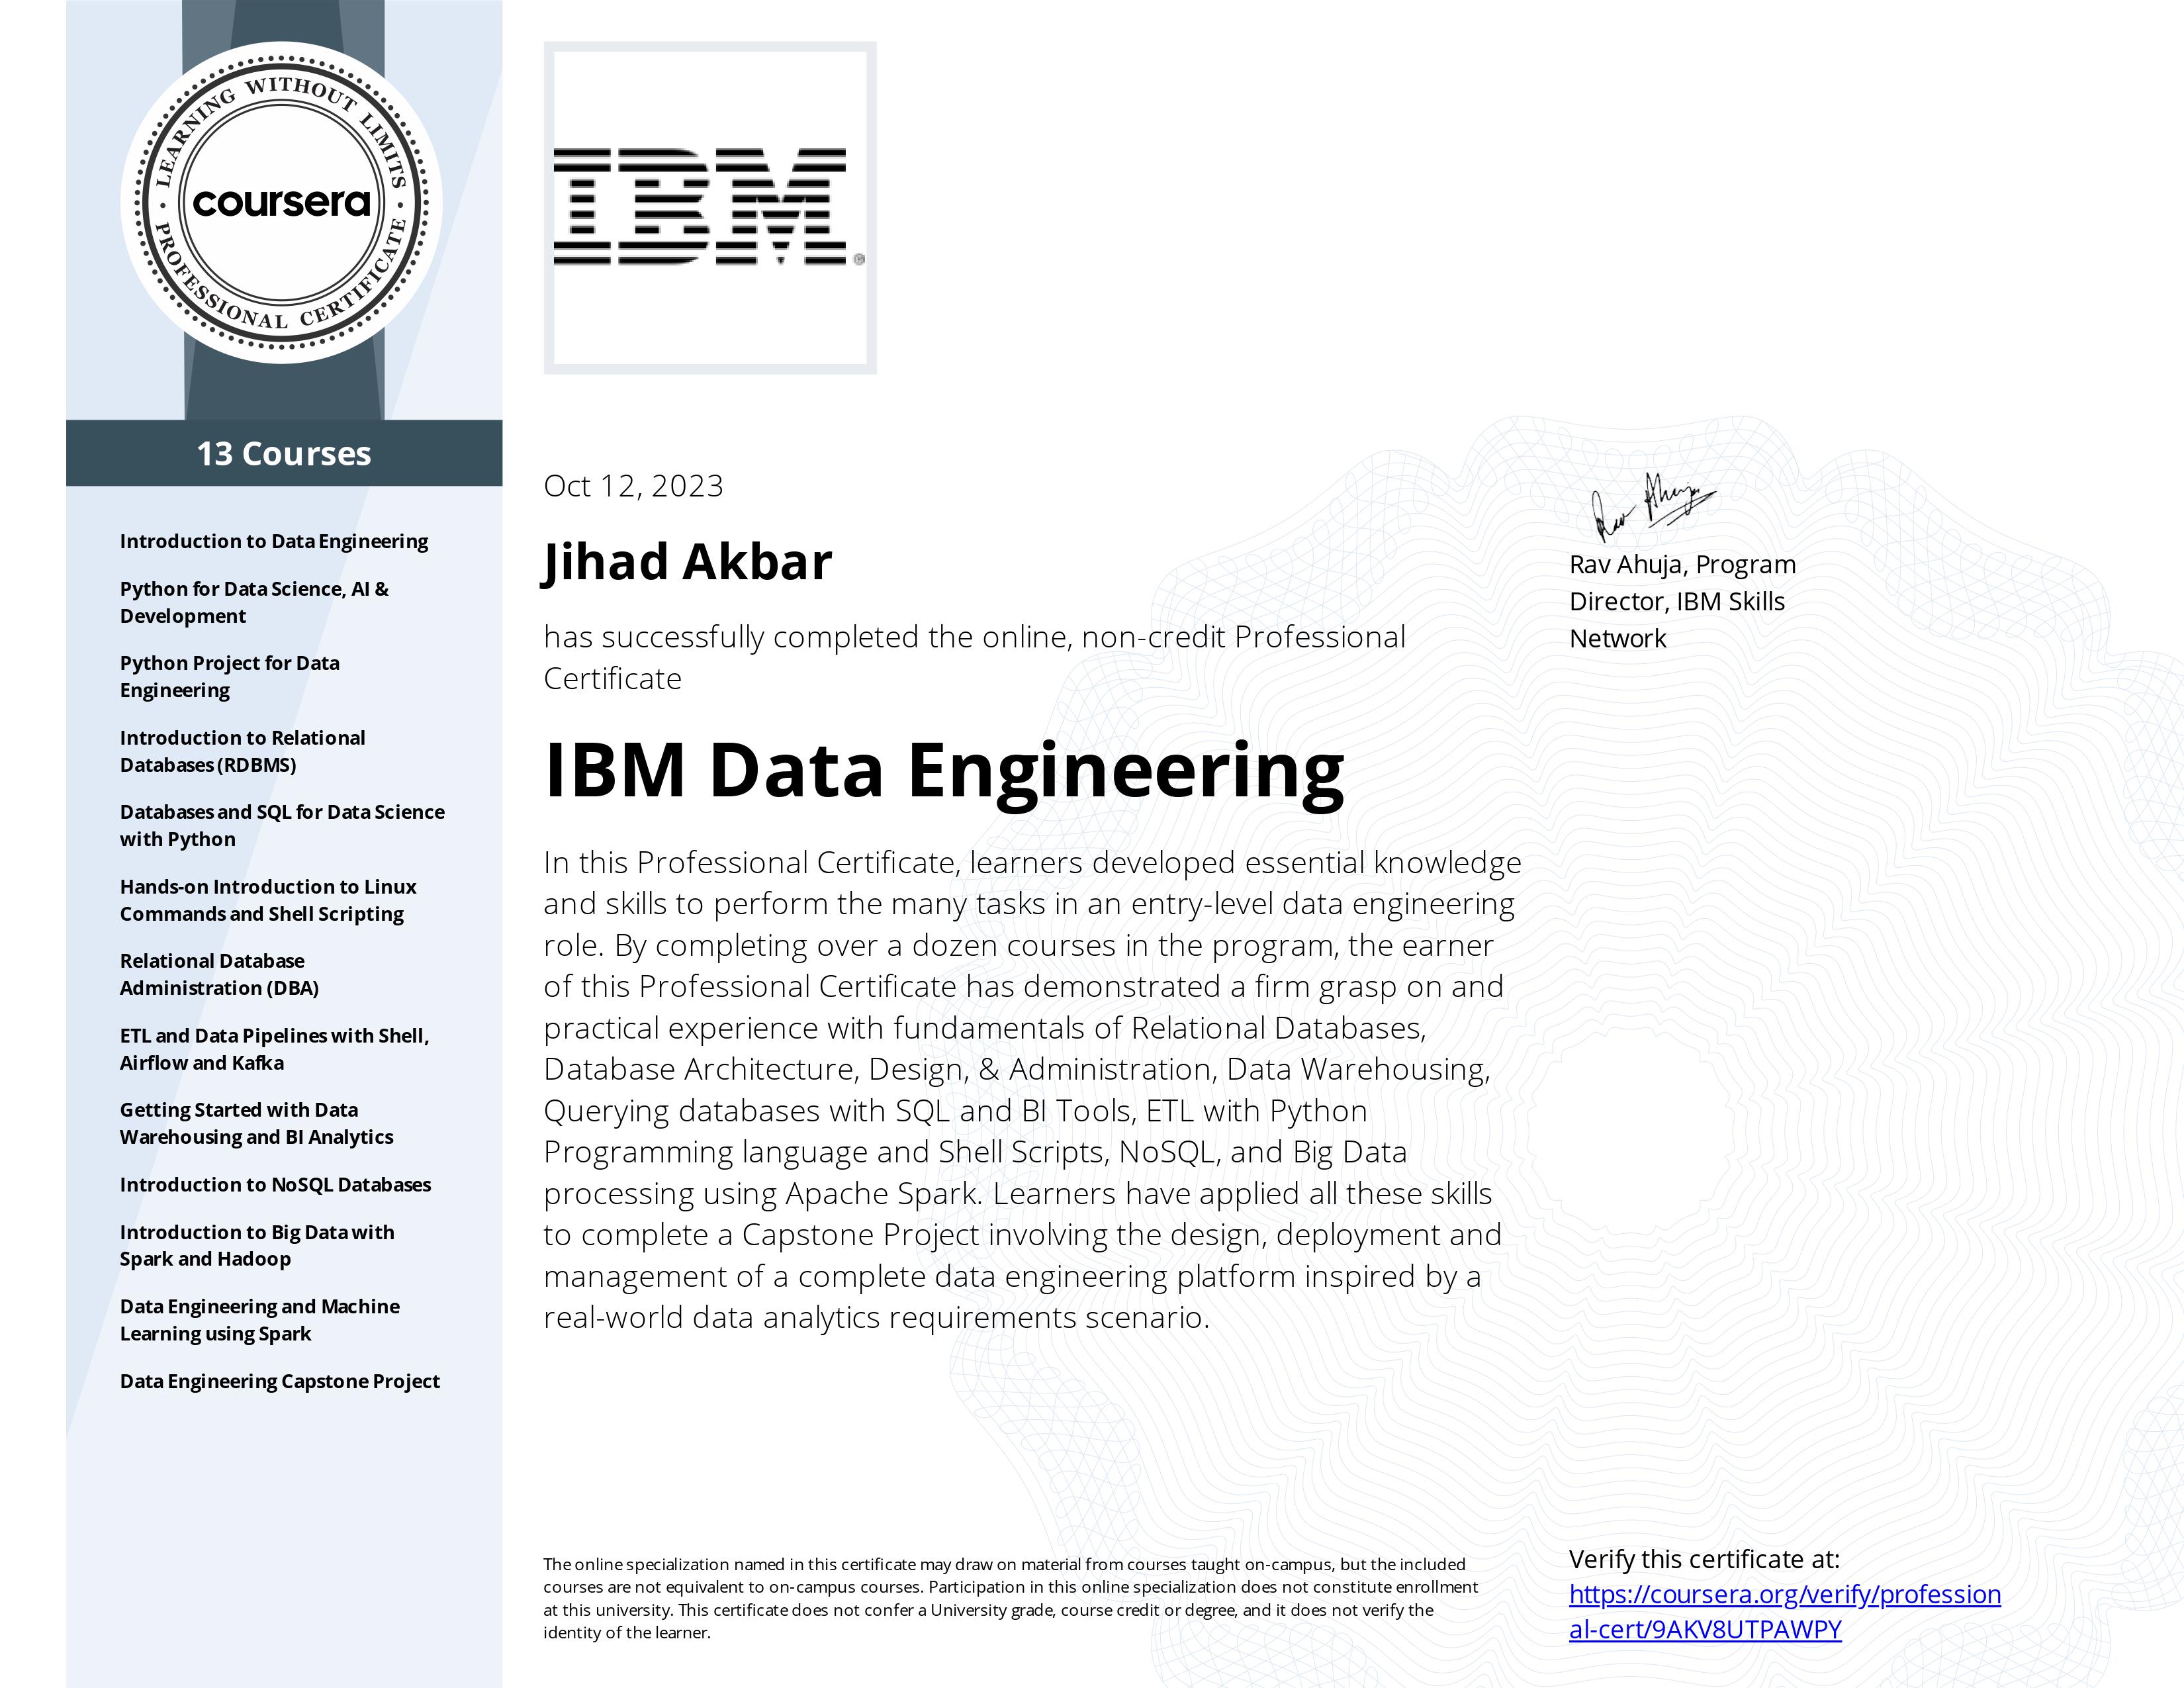 LEARNING WITHOUT LIMITS
coursera
PROFESSIONAL CERTIFICATE
IBM
13 Courses
Introduction to Data Engineering
Python for Data Science, AI &
Development
Python Project for Data
Engineering
Introduction to Relational
Databases (RDBMS)
Databases and SQL for Data Science
with Python
Hands-on Introduction to Linux
Commands and Shell Scripting
Relational Database
Administration (DBA)
ETL and Data Pipelines with Shell,
Airflow and Kafka
Getting Started with Data
Warehousing and BI Analytics
Introduction to NoSQL Databases
Introduction to Big Data with
Spark and Hadoop
Data Engineering and Machine
Learning using Spark
Data Engineering Capstone Project
Oct 12, 2023
Jihad Akbar
has successfully completed the online, non-credit Professional
Certificate
IBM Data Engineering
In this Professional Certificate, learners developed essential knowledge
and skills to perform the many tasks in an entry-level data engineering
role. By completing over a dozen courses in the program, the earner
of this Professional Certificate has demonstrated a firm grasp on and
practical experience with fundamentals of Relational Databases,
Database Architecture, Design, & Administration, Data Warehousing,
Querying databases with SQL and BI Tools, ETL with Python
Programming language and Shell Scripts, NoSQL, and Big Data
processing using Apache Spark. Learners have applied all these skills
to complete a Capstone Project involving the design, deployment and
management of a complete data engineering platform inspired by a
real-world data analytics requirements scenario.
Rav Ahuja
Rav Ahuja, Program
Director, IBM Skills
Network
The online specialization named in this certificate may draw on material from courses taught on-campus, but the included
courses are not equivalent to on-campus courses. Participation in this online specialization does not constitute enrollment
at this university. This certificate does not confer a University grade, course credit or degree, and it does not verify the
identity of the learner.
Verify this certificate at:
https://coursera.org/verify/profession
al-cert/9AKV8UTPAWPY